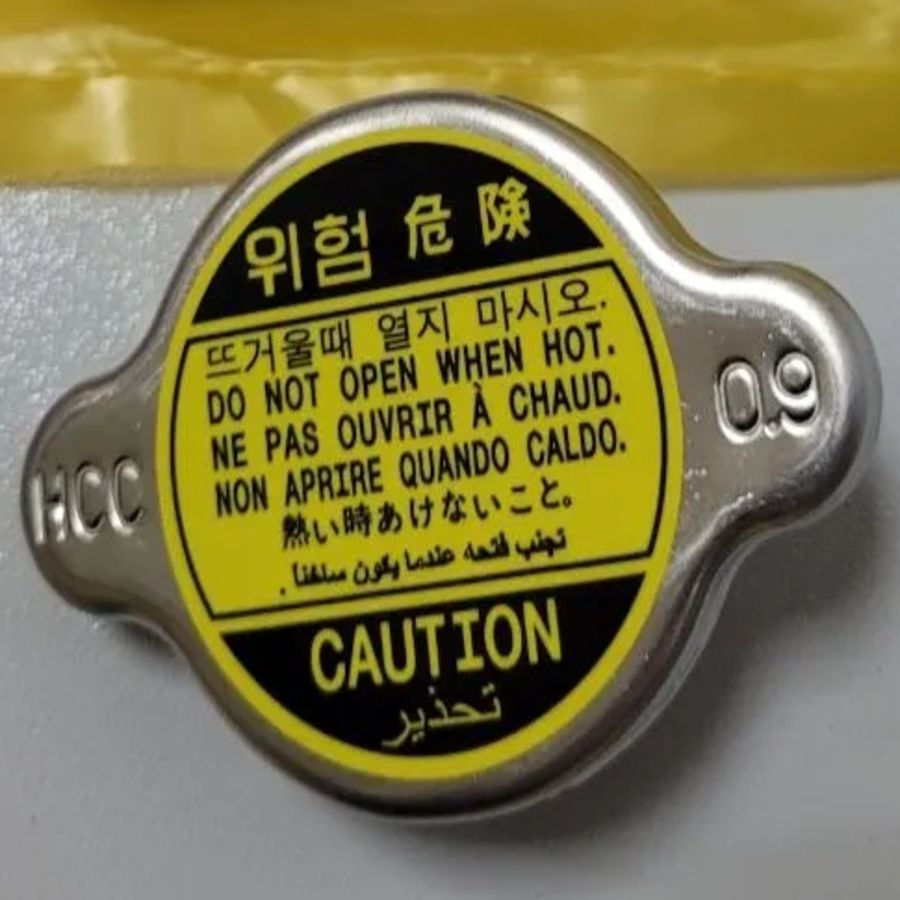 위험 危険
뜨거울때 열지 마시오.
DO NOT OPEN WHEN HOT.
NE PAS OUVRIR À CHAUD.
NON APRIRE QUANDO CALDO.
熱い時あけないこと。
تجنب فتحه عندما يكون ساخناً.
CAUTION
تحذير
HCC
0.9